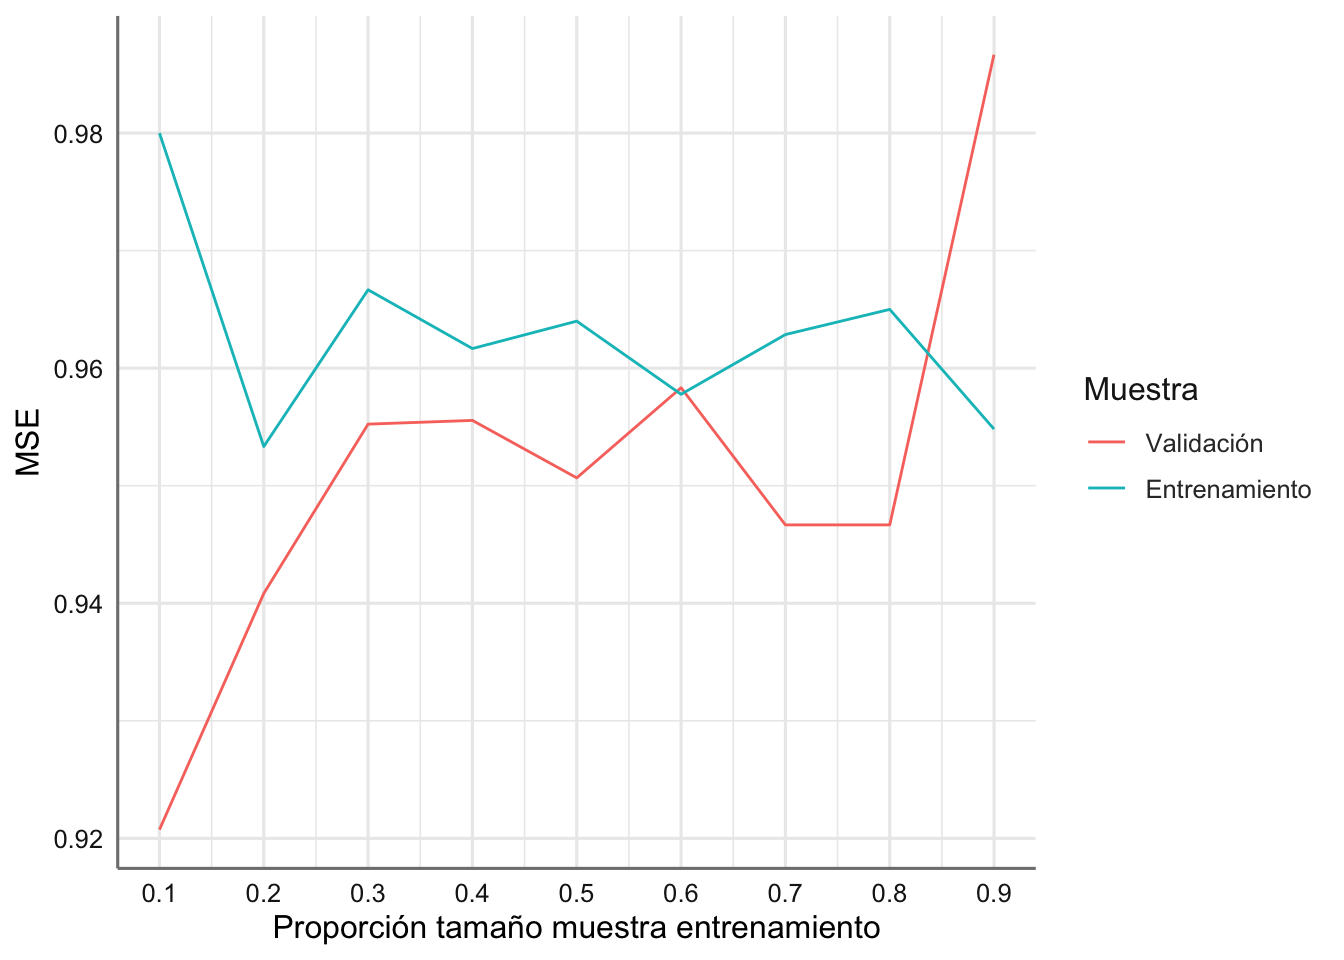 0.98
0.96
0.94
0.92
MSE
0.1 0.2 0.3 0.4 0.5 0.6 0.7 0.8 0.9
Proporción tamaño muestra entrenamiento
Muestra
Validación
Entrenamiento